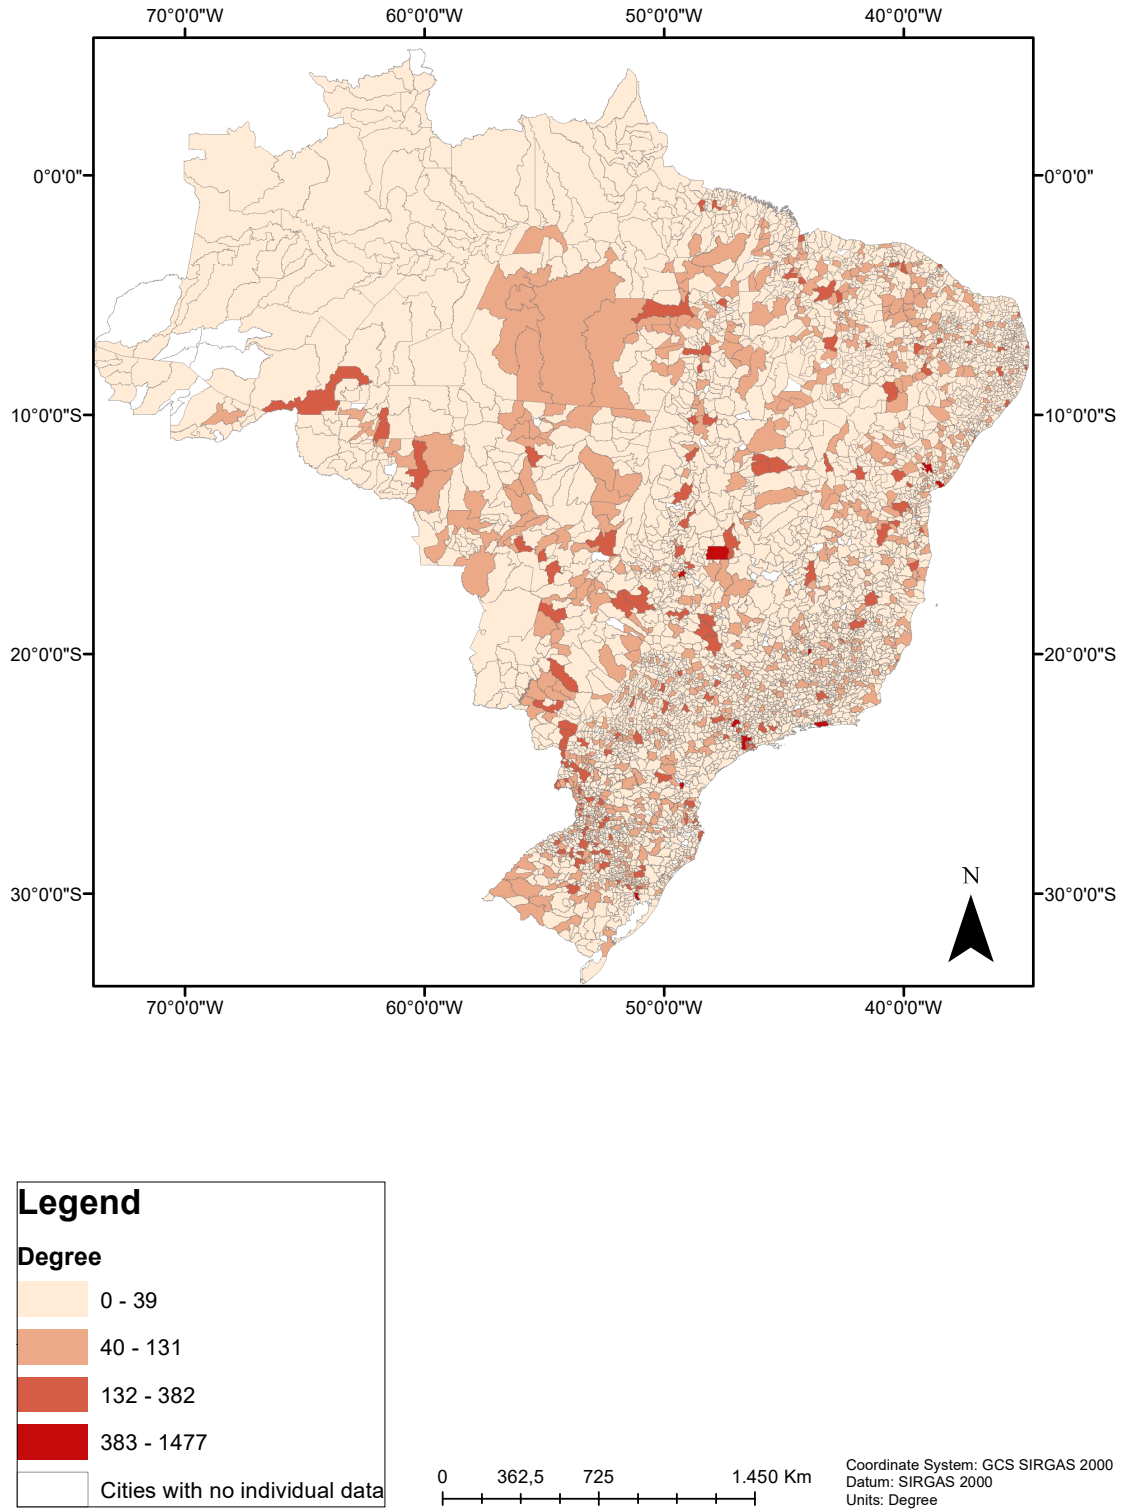 70°0'0"W 60°0'0"W 50°0'0"W 40°0'0"W
0°0'0" 0°0'0"
10°0'0"S 10°0'0"S
20°0'0"S 20°0'0"S
N
30°0'0"S 30°0'0"S
70°0'0"W 60°0'0"W 50°0'0"W 40°0'0"W
Legend
Degree
0 - 39
40 - 131
132 - 382
383 - 1477
Cities with no individual data
0 362,5 725 1.450 Km
Coordinate System: GCS SIRGAS 2000
Datum: SIRGAS 2000
Units: Degree